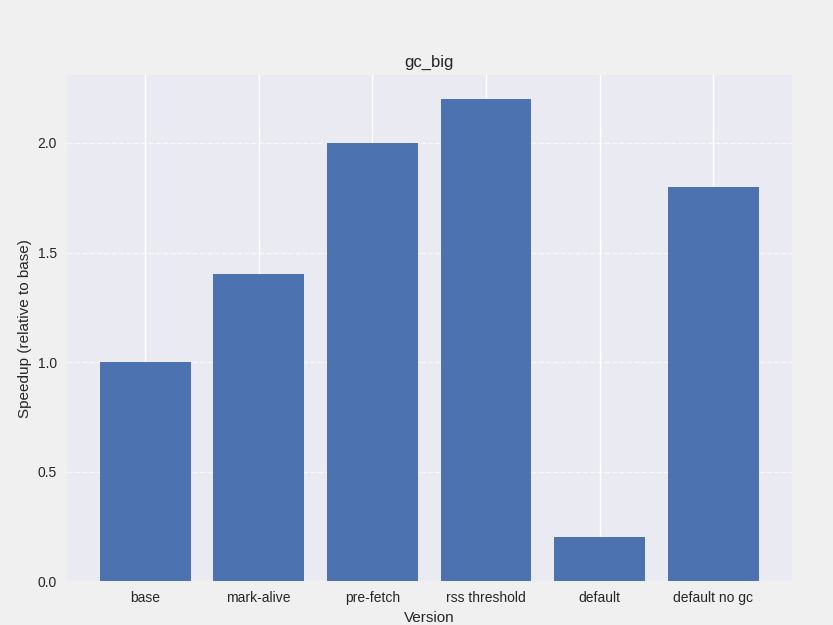 gc_big
Speedup (relative to base)
2.0
1.5
1.0
0.5
0.0
base mark-alive pre-fetch rss threshold default default no gc
Version